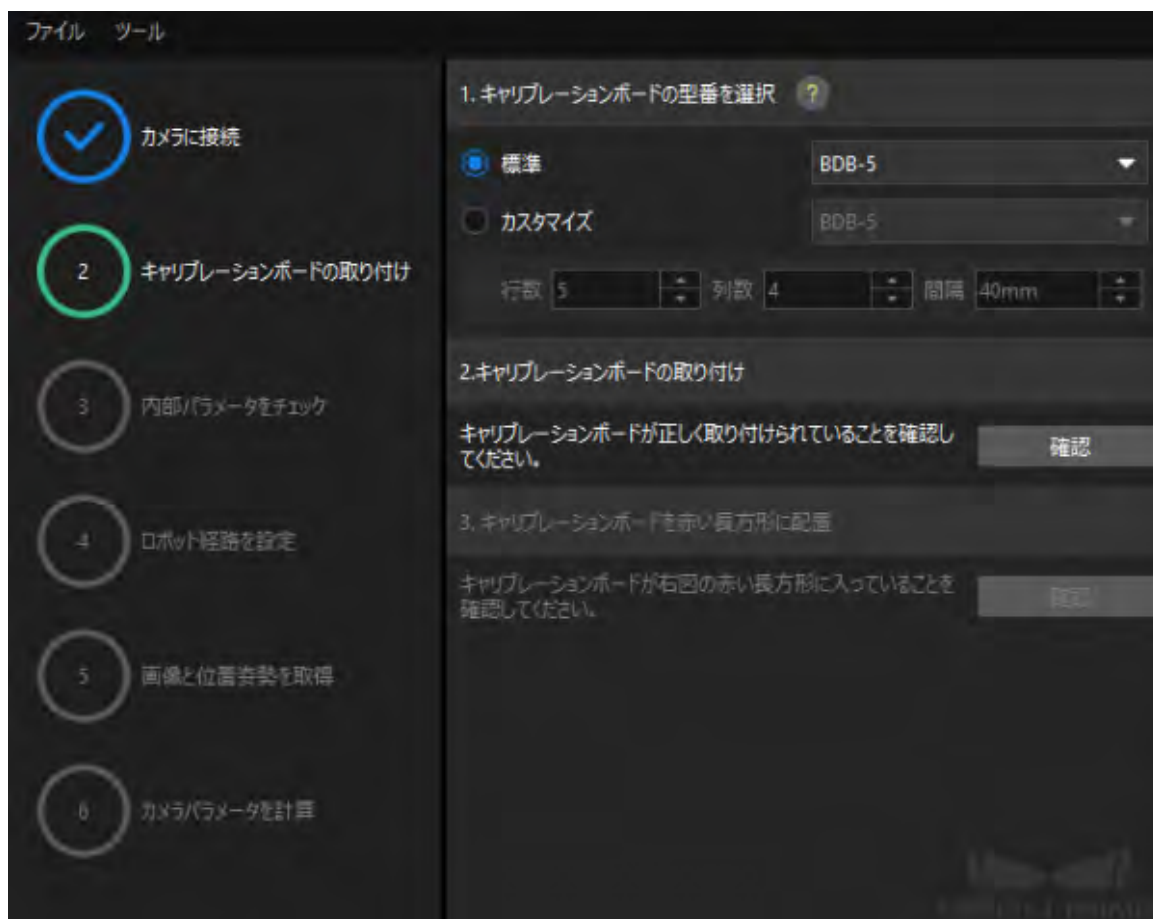 ファイル ツール
カメラに接続
2 キャリブレーションボードの取り付け
3 内部パラメータをチェック
4 ロボット経路を設定
5 画像と位置姿勢を取得
6 カメラパラメータを計算
1. キャリブレーションボードの型番を選択 ?
標準 BDB-5
カスタマイズ BDB-5
行数 5 列数 4 間隔 40mm
2.キャリブレーションボードの取り付け
キャリブレーションボードが正しく取り付けられていることを確認し
てください。
確認
3. キャリブレーションボードを赤い長方形に配置
キャリブレーションボードが右図の赤い長方形に入っていることを
確認してください。
確認